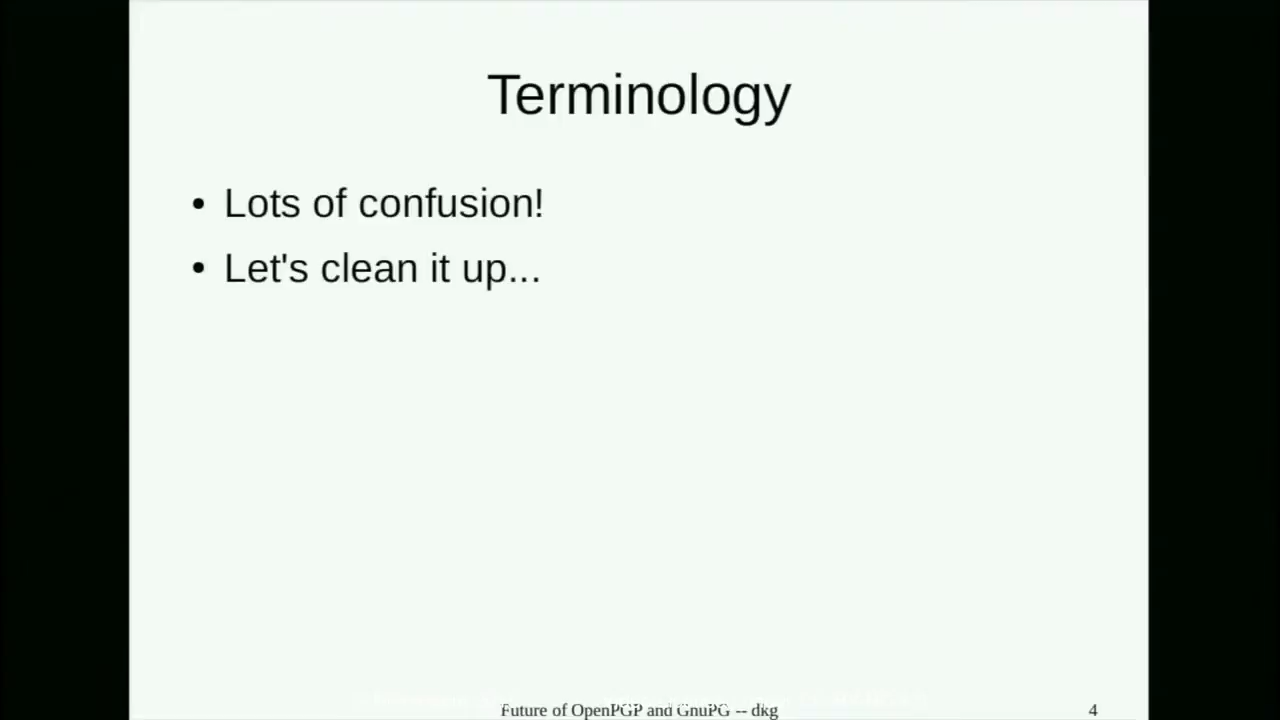 Terminology
• Lots of confusion!
• Let's clean it up...
Future of OpenPGP and GnuPG -- dkg
4